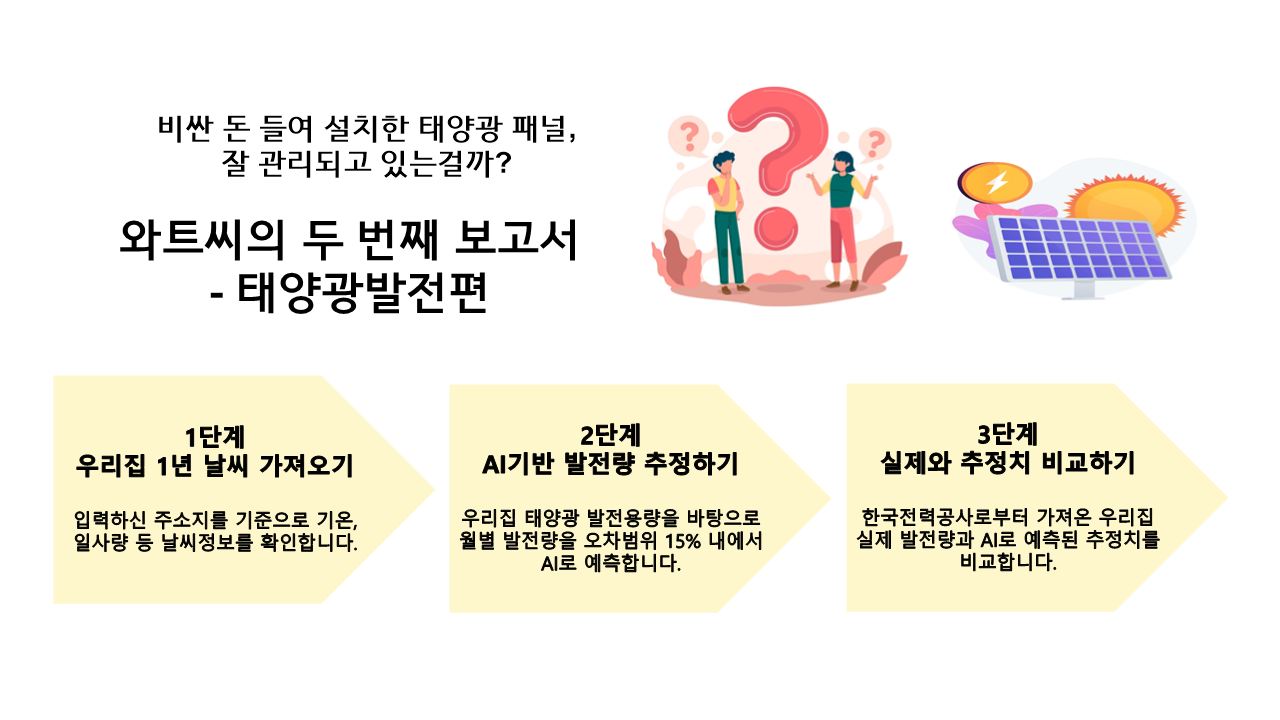 비싼 돈 들여 설치한 태양광 패널,
잘 관리되고 있는걸까?
와트씨의 두 번째 보고서
- 태양광발전편
1단계
우리집 1년 날씨 가져오기
입력하신 주소지를 기준으로 기온,
일사량 등 날씨정보를 확인합니다.
2단계
AI기반 발전량 추정하기
우리집 태양광 발전용량을 바탕으로
월별 발전량을 오차범위 15% 내에서
AI로 예측합니다.
3단계
실제와 추정치 비교하기
한국전력공사로부터 가져온 우리집
실제 발전량과 AI로 예측된 추정치를
비교합니다.